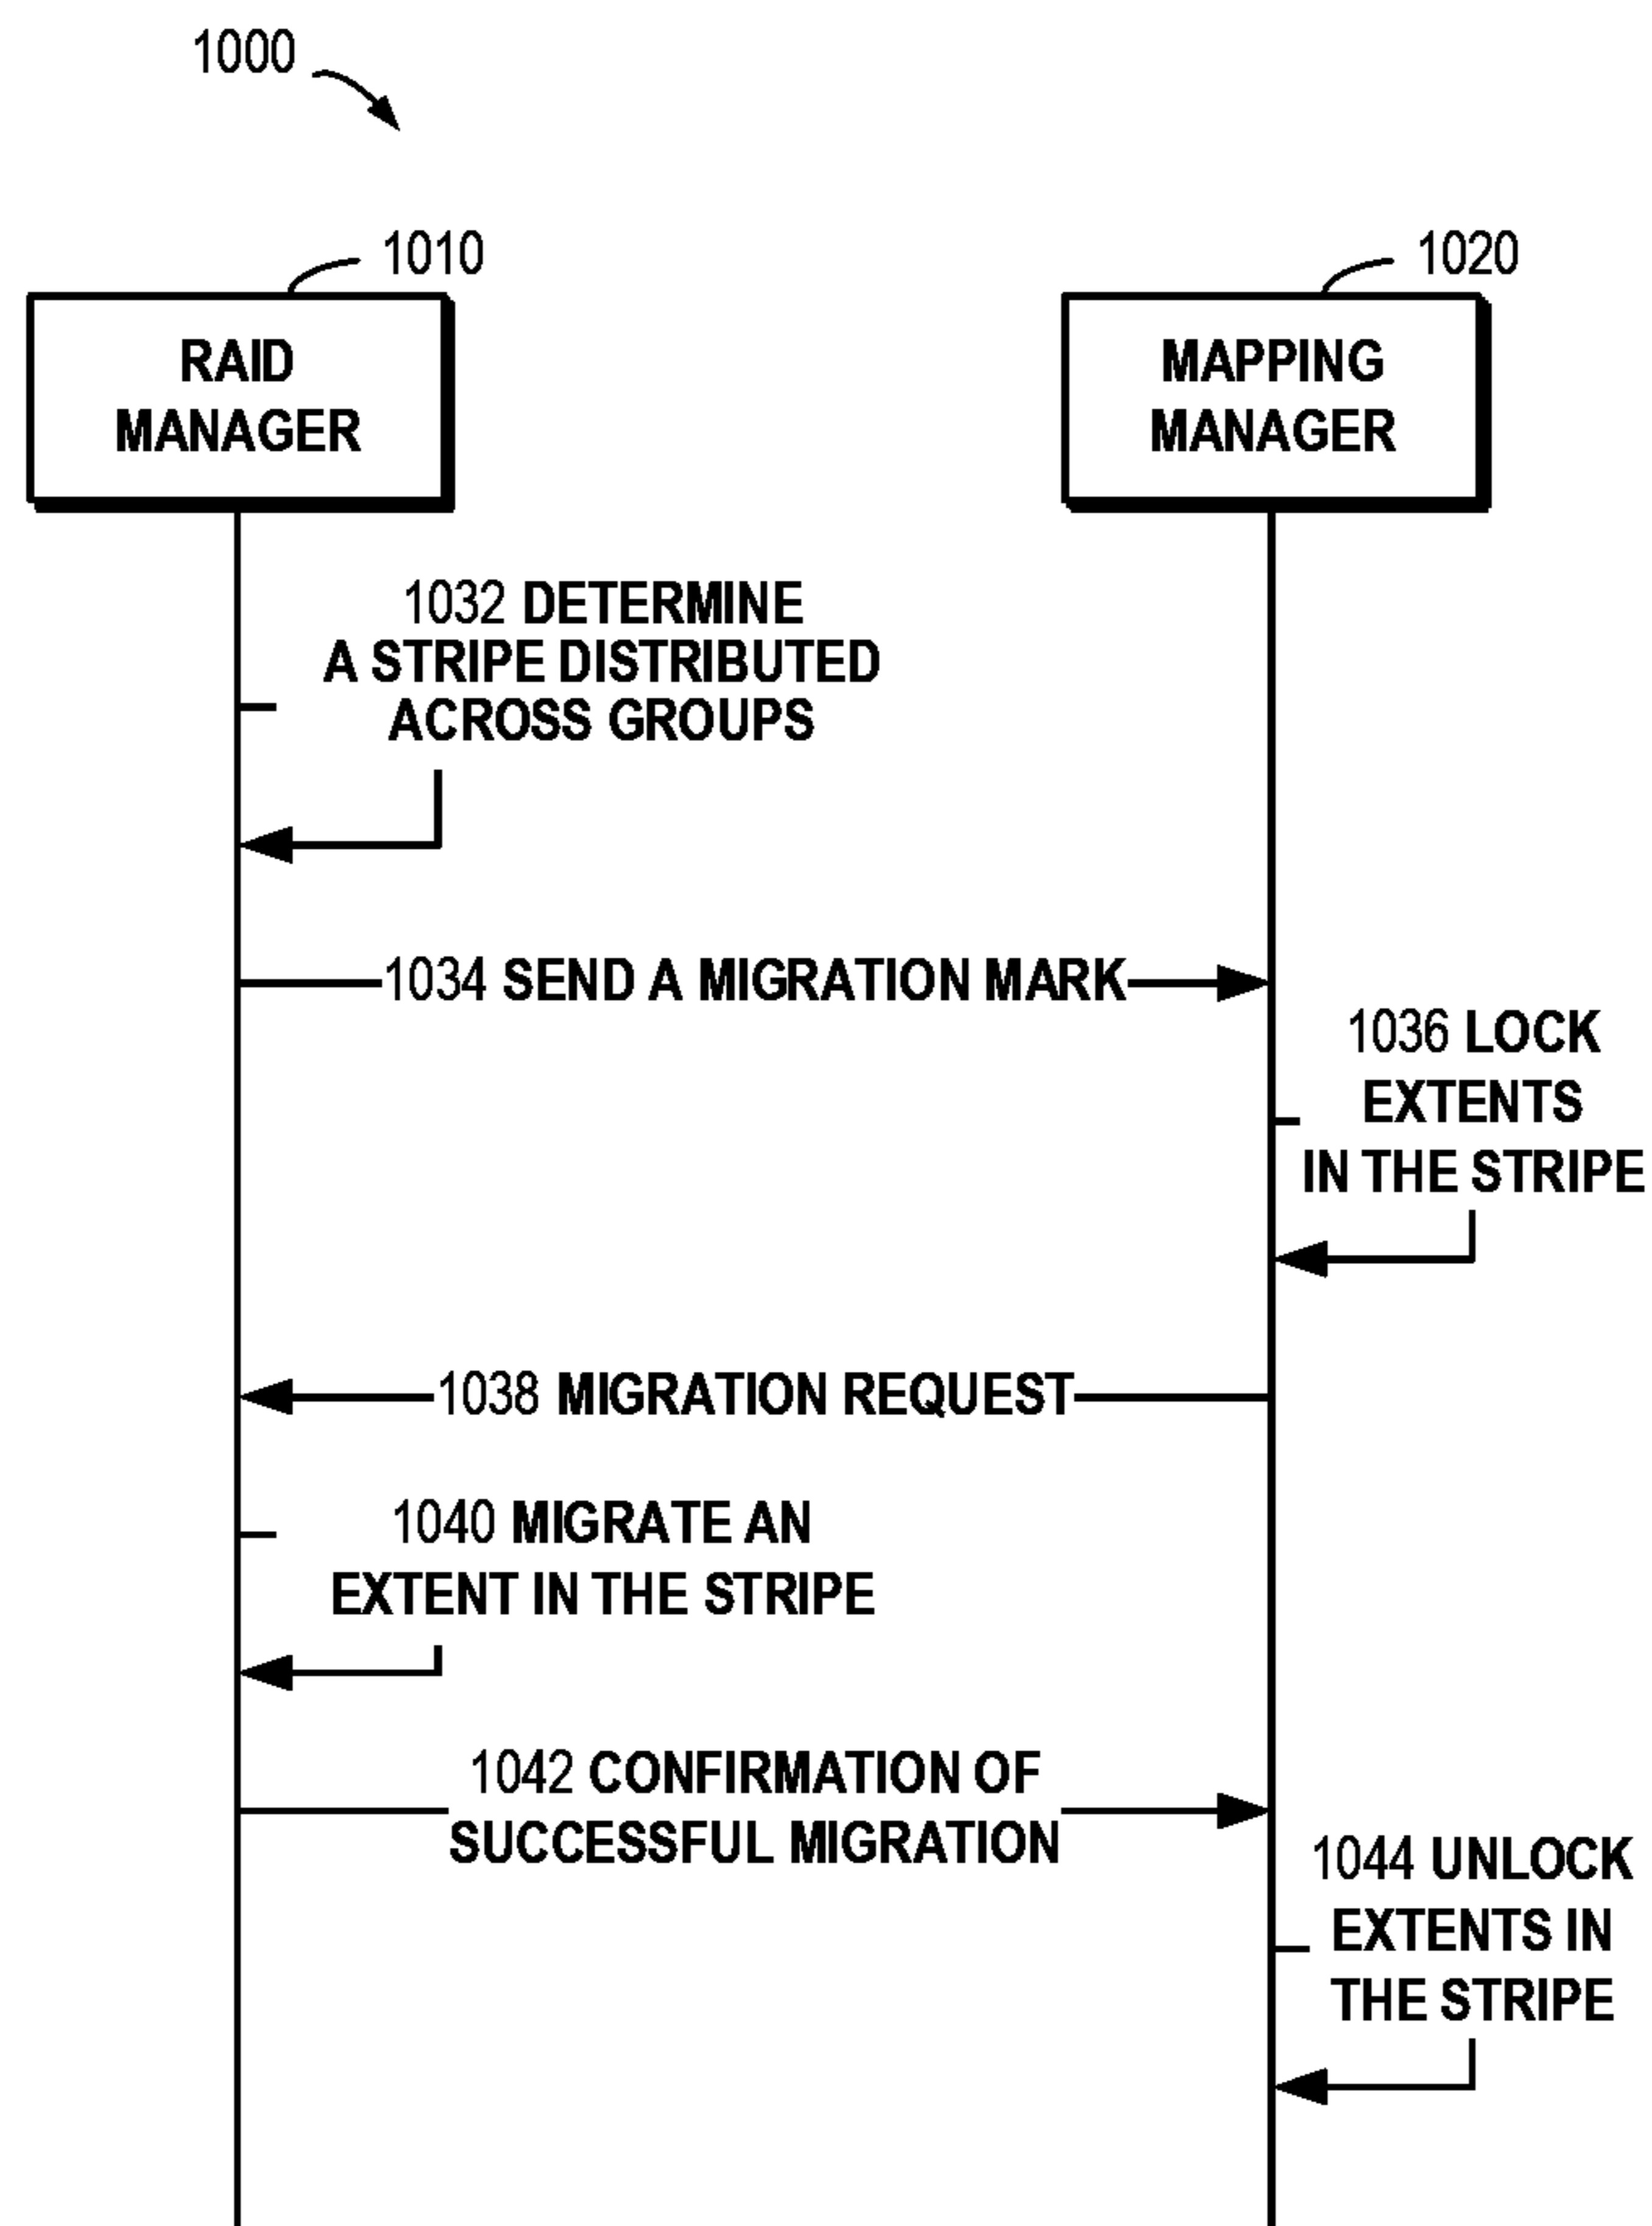 1000
1010
1020
RAID
MANAGER
MAPPING
MANAGER
1032 DETERMINE
A STRIPE DISTRIBUTED
ACROSS GROUPS
1034 SEND A MIGRATION MARK
1036 LOCK
EXTENTS
IN THE STRIPE
1038 MIGRATION REQUEST
1040 MIGRATE AN
EXTENT IN THE STRIPE
1042 CONFIRMATION OF
SUCCESSFUL MIGRATION
1044 UNLOCK
EXTENTS IN
THE STRIPE